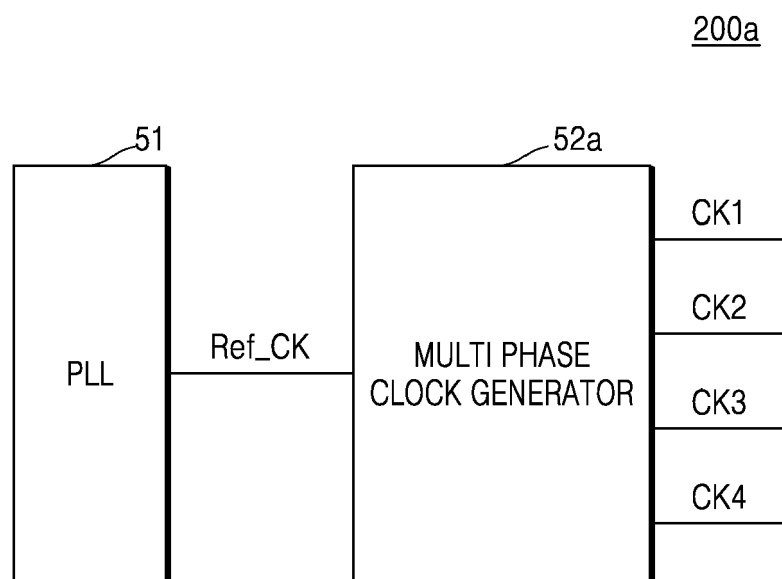 200a
51
52a
PLL
Ref_CK
MULTI PHASE
CLOCK GENERATOR
CK1
CK2
CK3
CK4